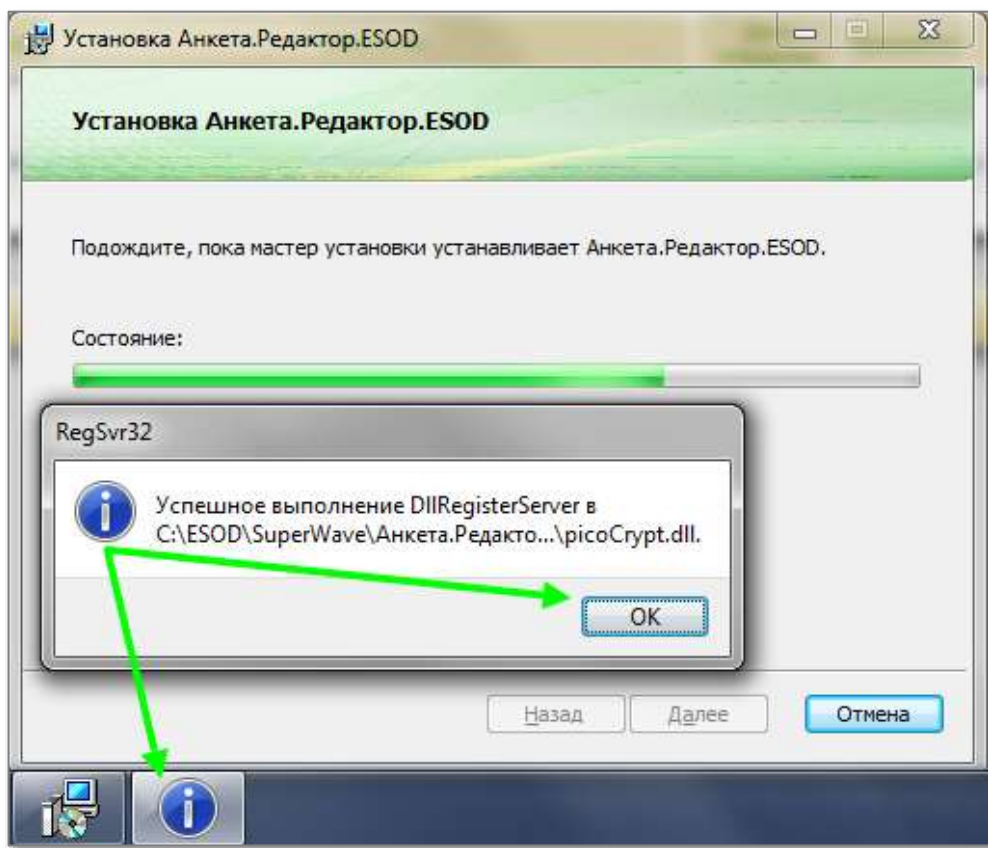 Установка Анкета.Редактор.ESOD
Установка Анкета.Редактор.ESOD
Подождите, пока мастер установки устанавливает Анкета.Редактор.ESOD.
Состояние:
RegSvr32
Успешное выполнение DllRegisterServer в
C:\ESOD\SuperWave\Анкета.Редакто...\picoCrypt.dll.
OK
Назад
Далее
Отмена